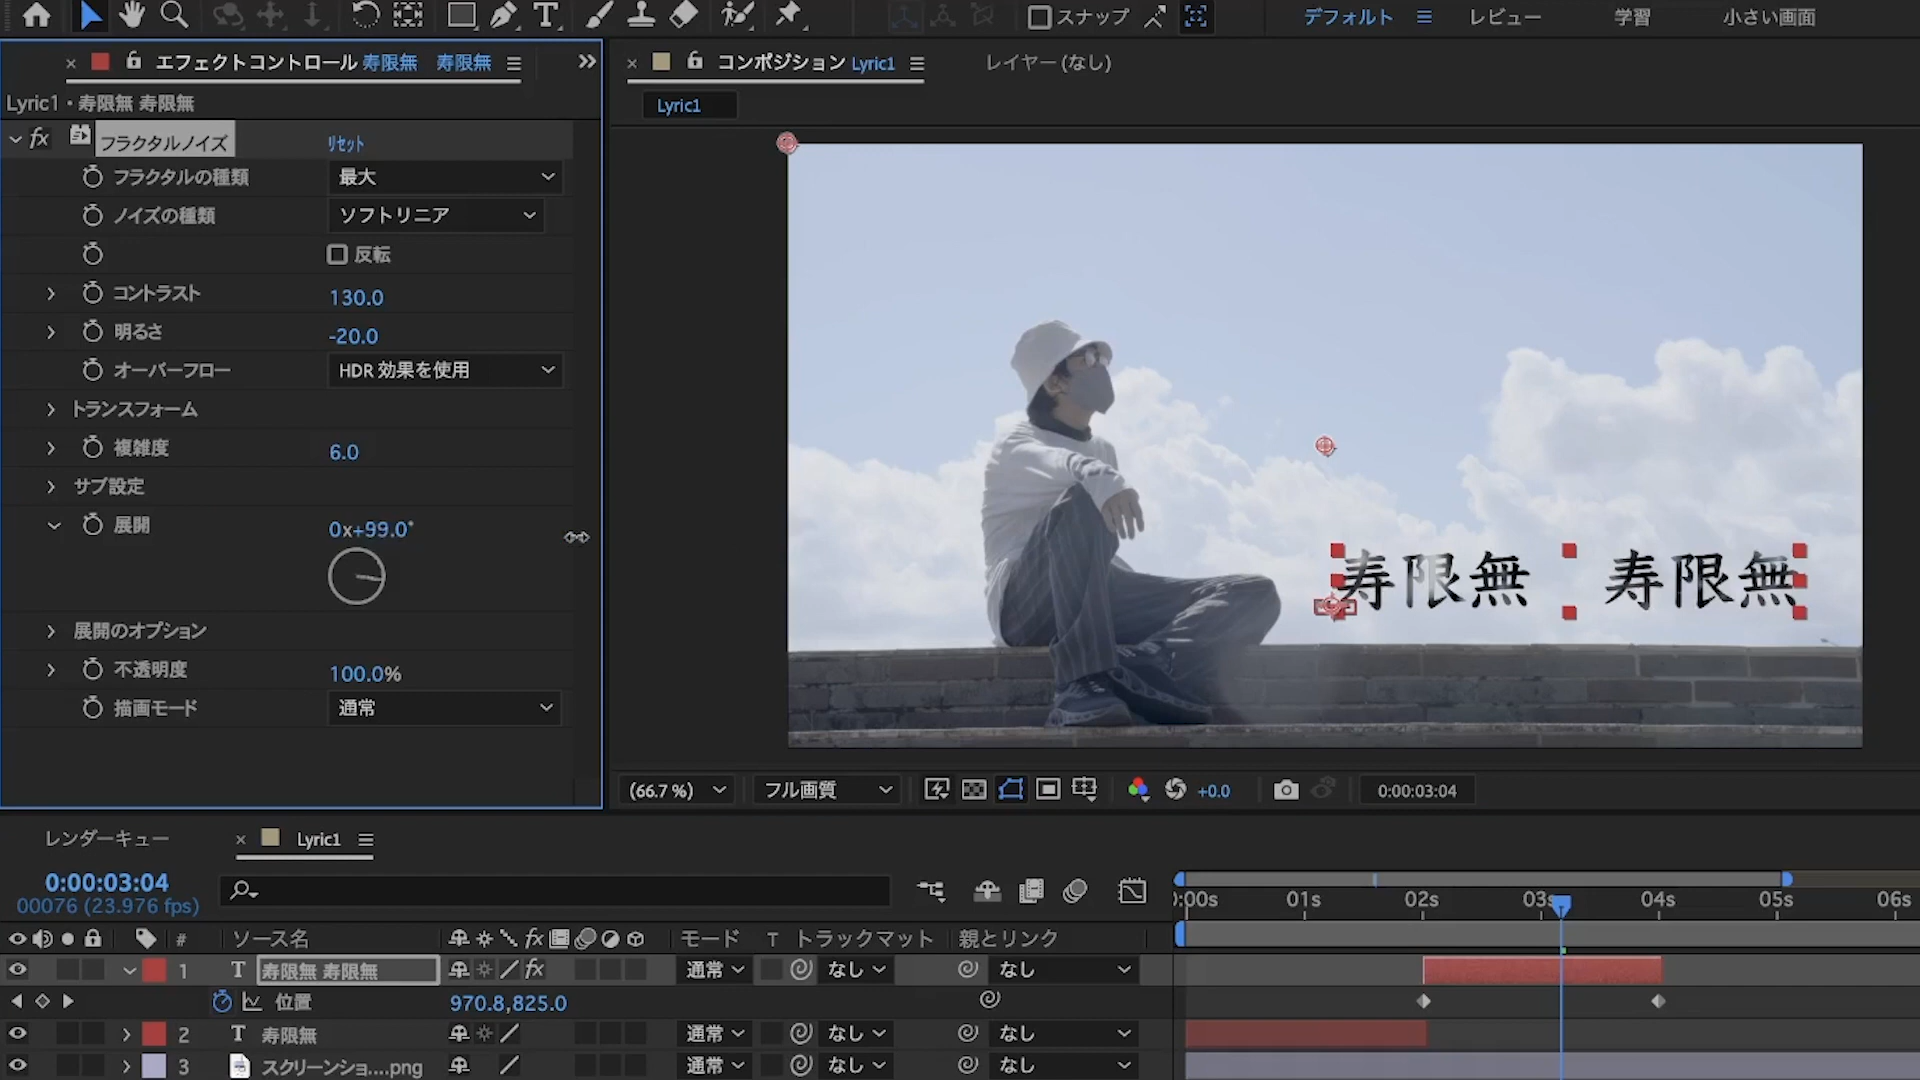 スナップ
デフォルト
レビュー
学習
小さい画面
× エフェクトコントロール 寿限無 寿限無
× コンポジション Lyric1
レイヤー (なし)
Lyric1・寿限無 寿限無
Lyric1
fx フラクタルノイズ リセット
フラクタルの種類 最大
ノイズの種類 ソフトリニア
反転
コントラスト 130.0
明るさ -20.0
オーバーフロー HDR 効果を使用
トランスフォーム
複雑度 6.0
サブ設定
展開 0x+99.0°
展開のオプション
不透明度 100.0%
描画モード 通常
寿限無 寿限無
(66.7 %)
フル画質
+0.0
0:00:03:04
レンダーキュー
× Lyric1
0:00:03:04
00076 (23.976 fps)
0:00s 01s 02s 03s 04s 05s 06s
# ソース名 fx モード T トラックマット 親とリンク
1 T 寿限無 寿限無 fx 通常 なし なし
位置 970.8,825.0
2 T 寿限無 通常 なし なし
3 スクリーンショ....png 通常 なし なし